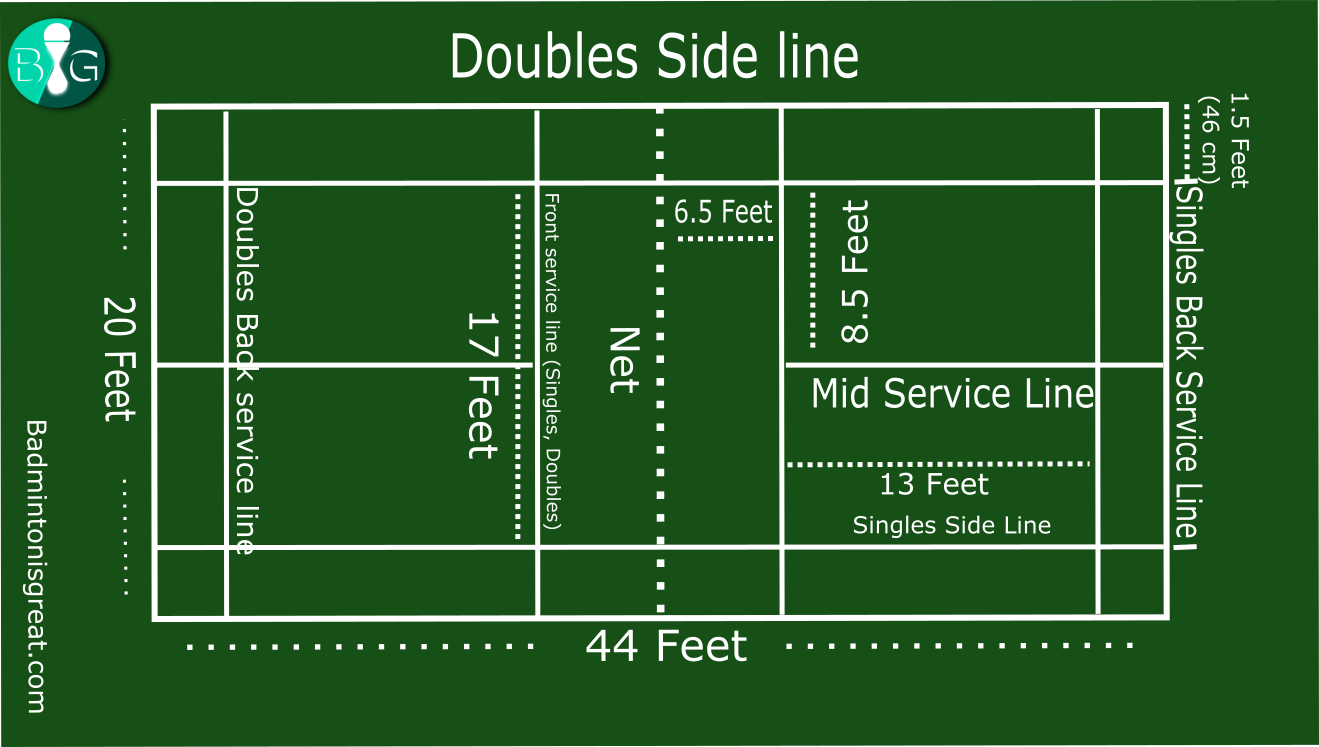 BG
Doubles Side line
1.5 Feet
(46 cm)
6.5 Feet
8.5 Feet
Doubles Back service line
Front service line (Singles, Doubles)
Singles Back Service Line
20 Feet
17 Feet
Net
Mid Service Line
13 Feet
Singles Side Line
44 Feet
Badmintonisgreat.com